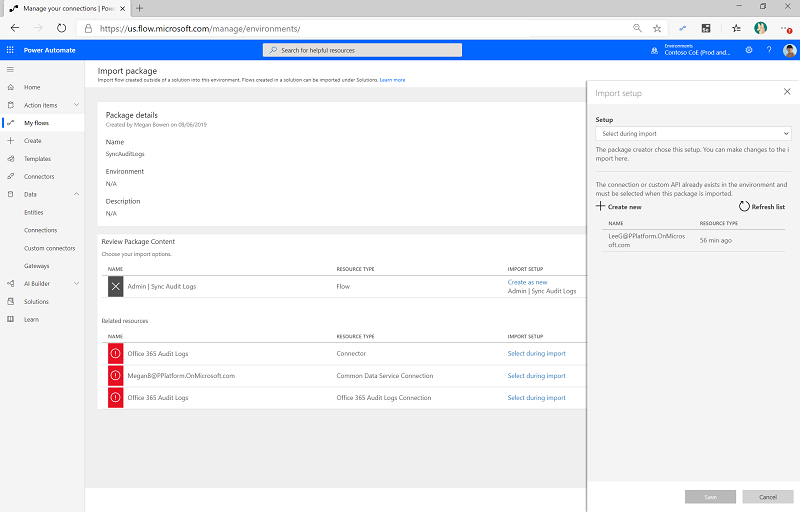 Manage your connections | Pow
https://us.flow.microsoft.com/manage/environments/
Power Automate
Search for helpful resources
Environments
Contoso CoE (Prod and...
Home
Action items
My flows
Create
Templates
Connectors
Data
Entities
Connections
Custom connectors
Gateways
AI Builder
Solutions
Learn
Import package
Import flow created outside of a solution into this environment. Flows created in a solution can be imported under Solutions. Learn more
Package details
Created by Megan Bowen on 08/06/2019
Name
SyncAuditLogs
Environment
N/A
Description
N/A
Review Package Content
Choose your import options.
NAME RESOURCE TYPE IMPORT SETUP
Admin | Sync Audit Logs Flow Create as new
Admin | Sync Audit Logs
Related resources
NAME RESOURCE TYPE IMPORT SETUP
Office 365 Audit Logs Connector Select during import
MeganB@PPlatform.OnMicrosoft.com Common Data Service Connection Select during import
Office 365 Audit Logs Office 365 Audit Logs Connection Select during import
Import setup
Setup
Select during import
The package creator chose this setup. You can make changes to the i
mport here.
The connection or custom API already exists in the environment and
must be selected when this package is imported.
Create new Refresh list
NAME RESOURCE TYPE
LeeG@PPlatform.OnMicros
oft.com
56 min ago
Save Cancel